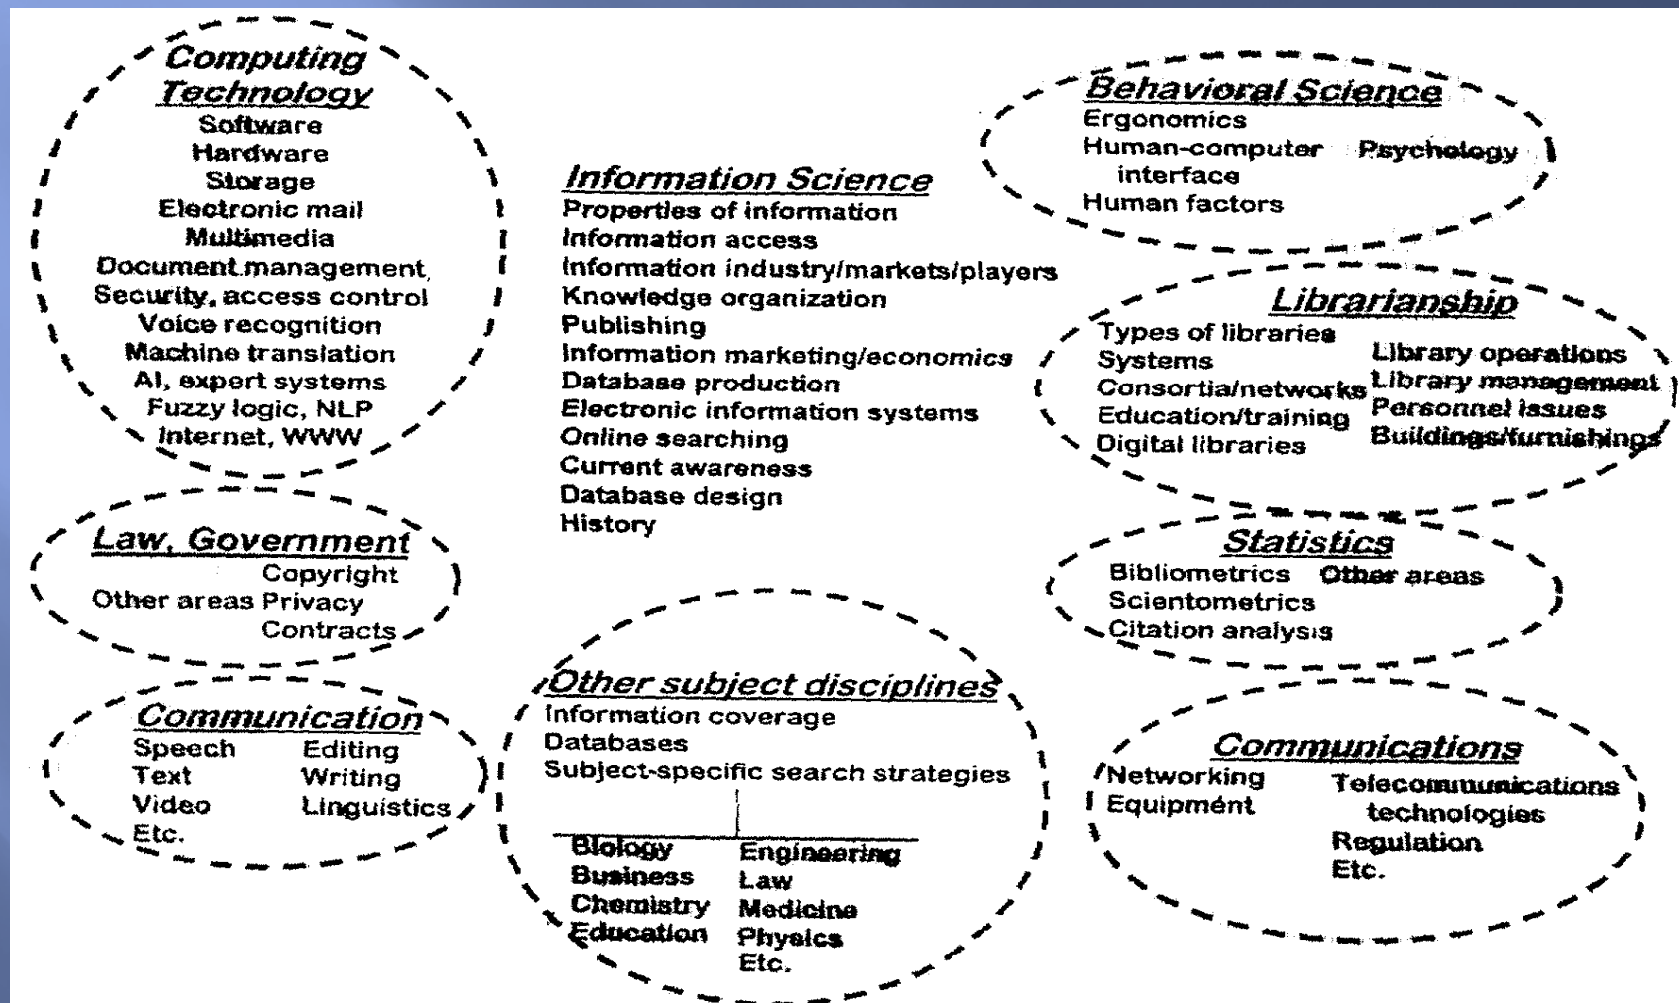 Computing
Technology
Software
Hardware
Storage
Electronic mail
Multimedia
Document management,
Security, access control
Voice recognition
Machine translation
AI, expert systems
Fuzzy logic, NLP
Internet, WWW
Law, Government
Copyright
Other areas Privacy
Contracts
Communication
Speech Editing
Text Writing
Video Linguistics
Etc.
Information Science
Properties of information
Information access
Information industry/markets/players
Knowledge organization
Publishing
Information marketing/economics
Database production
Electronic information systems
Online searching
Current awareness
Database design
History
Other subject disciplines
Information coverage
Databases
Subject-specific search strategies
Biology Engineering
Business Law
Chemistry Medicine
Education Physics
Etc.
Behavioral Science
Ergonomics
Human-computer Psychology
interface
Human factors
Librarianship
Types of libraries
Systems
Consortia/networks
Education/training
Digital libraries
Library operations
Library management
Personnel issues
Buildings/furnishings
Statistics
Bibliometrics Other areas
Scientometrics
Citation analysis
Communications
Networking
Equipment
Telecommunications
technologies
Regulation
Etc.